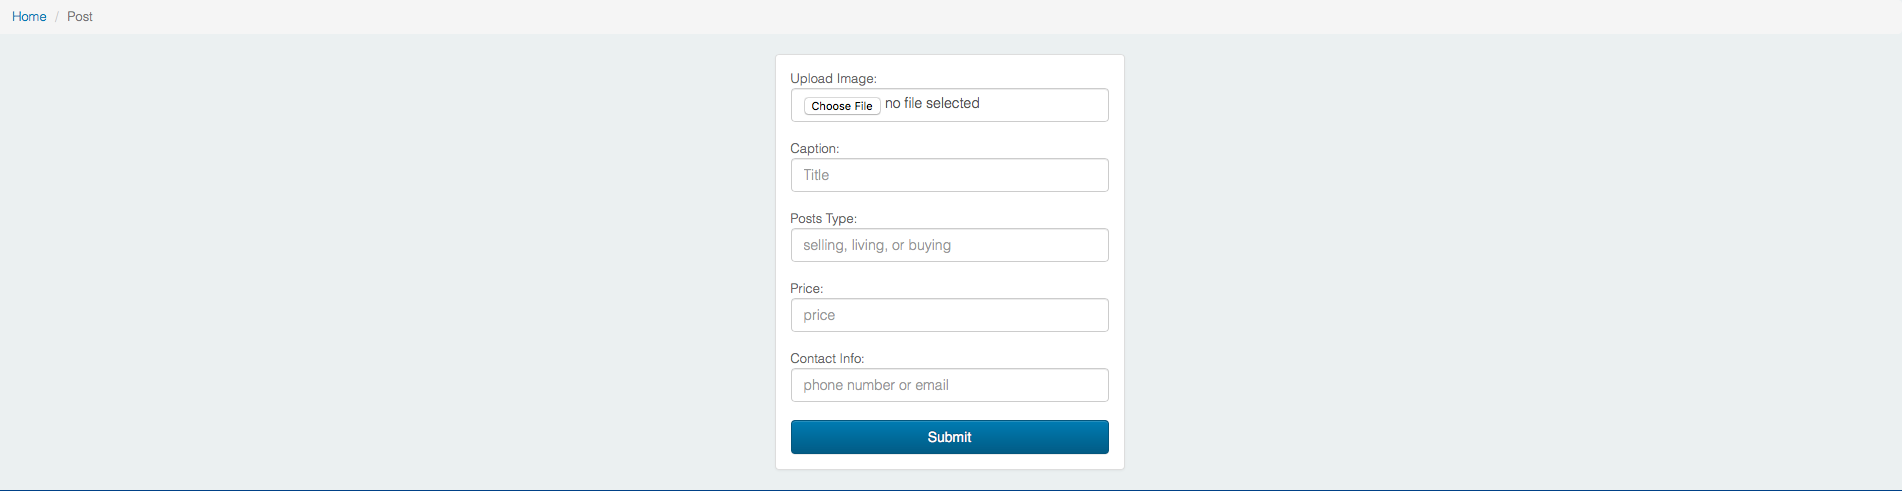 Home / Post
Upload Image:
Choose File no file selected
Caption:
Title
Posts Type:
selling, living, or buying
Price:
price
Contact Info:
phone number or email
Submit